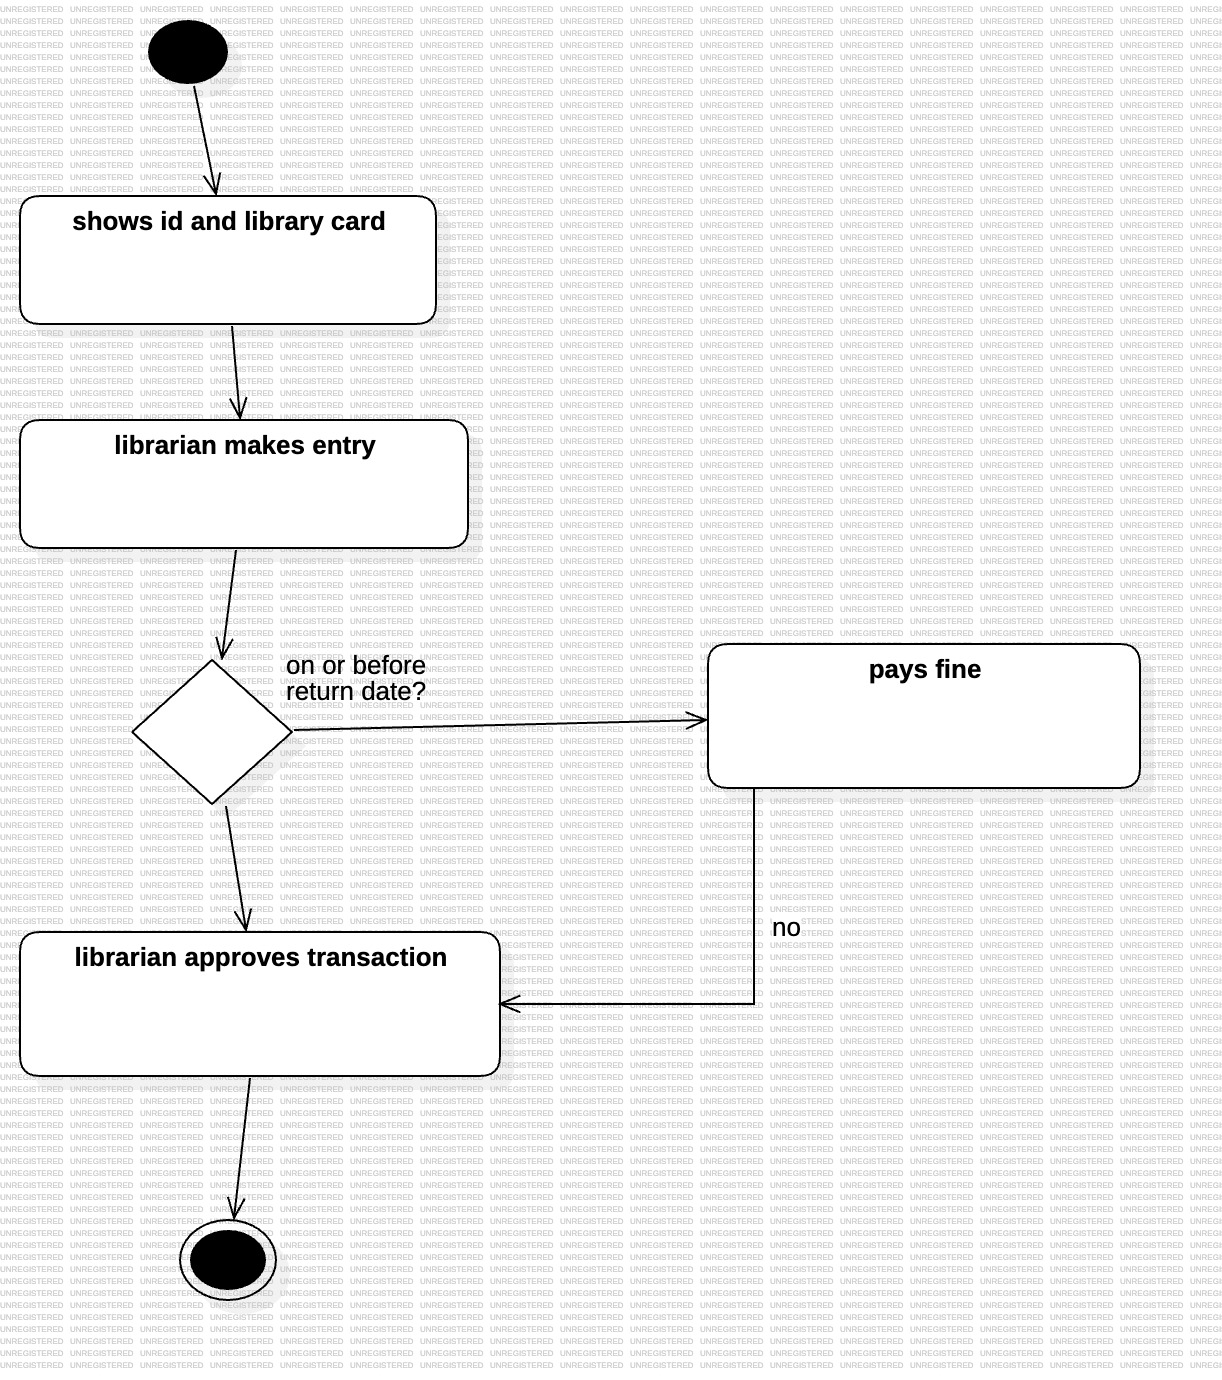 shows id and library card
librarian makes entry
on or before
return date?
pays fine
no
librarian approves transaction
UNREGISTERED